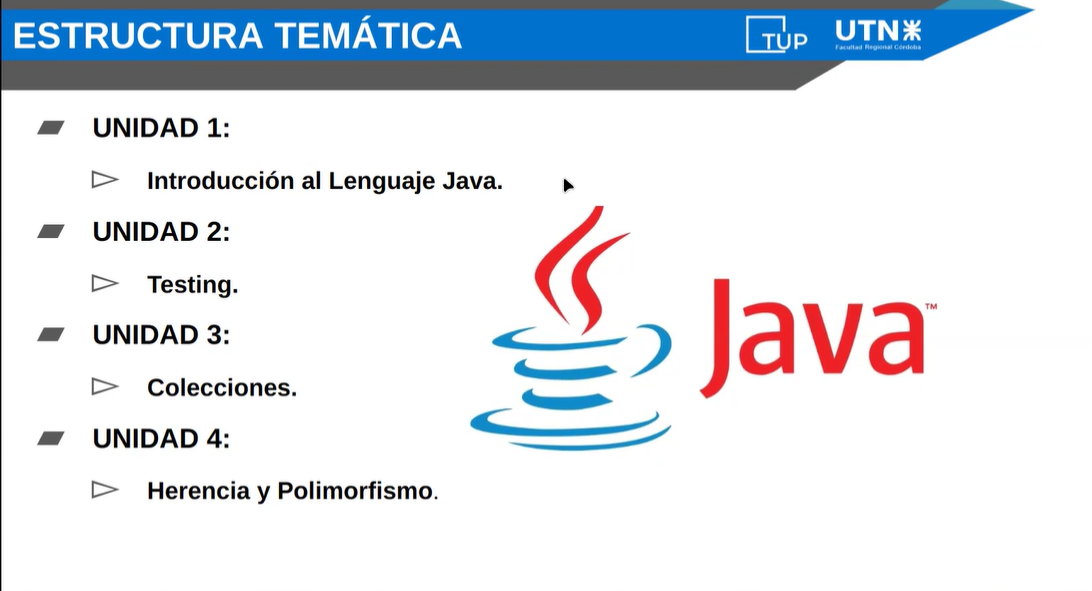 ESTRUCTURA TEMÁTICA
TUP
UTN
Facultad Regional Córdoba
UNIDAD 1:
Introducción al Lenguaje Java.
UNIDAD 2:
Testing.
UNIDAD 3:
Colecciones.
UNIDAD 4:
Herencia y Polimorfismo.
Java™